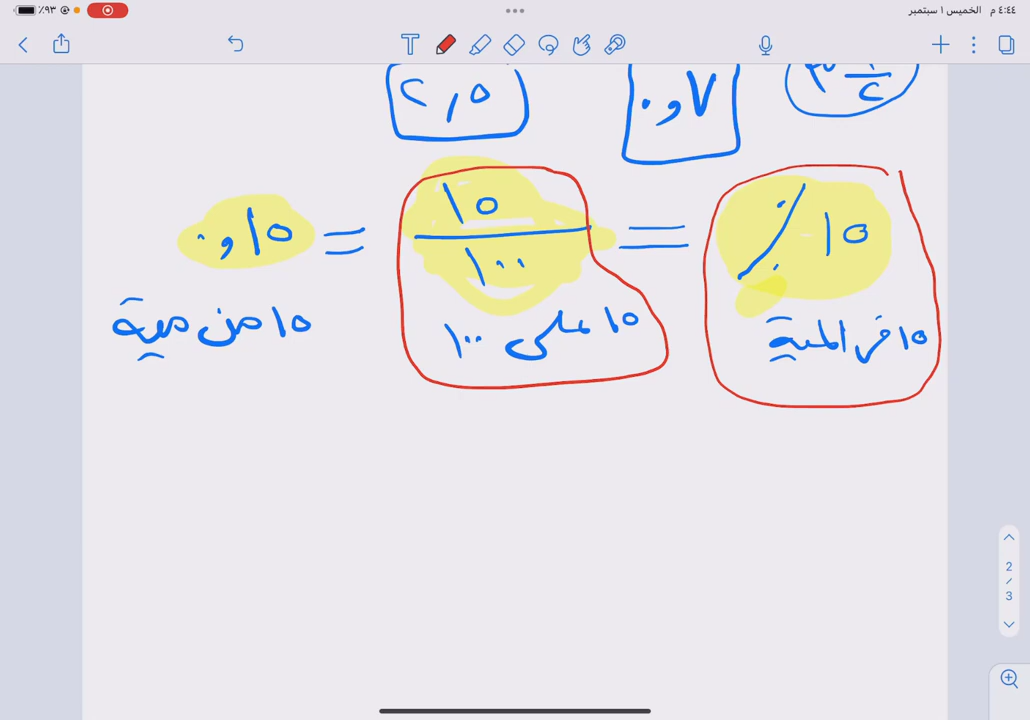 ٤:٤٤ م الخميس ١ سبتمبر
٪٩٣
T
٢,٥
٠,٧
١٥ ٪ = ١٥/١٠٠ = ٠,١٥
١٥ في المئة
١٥ على ١٠٠
١٥ من مية
2
/
3